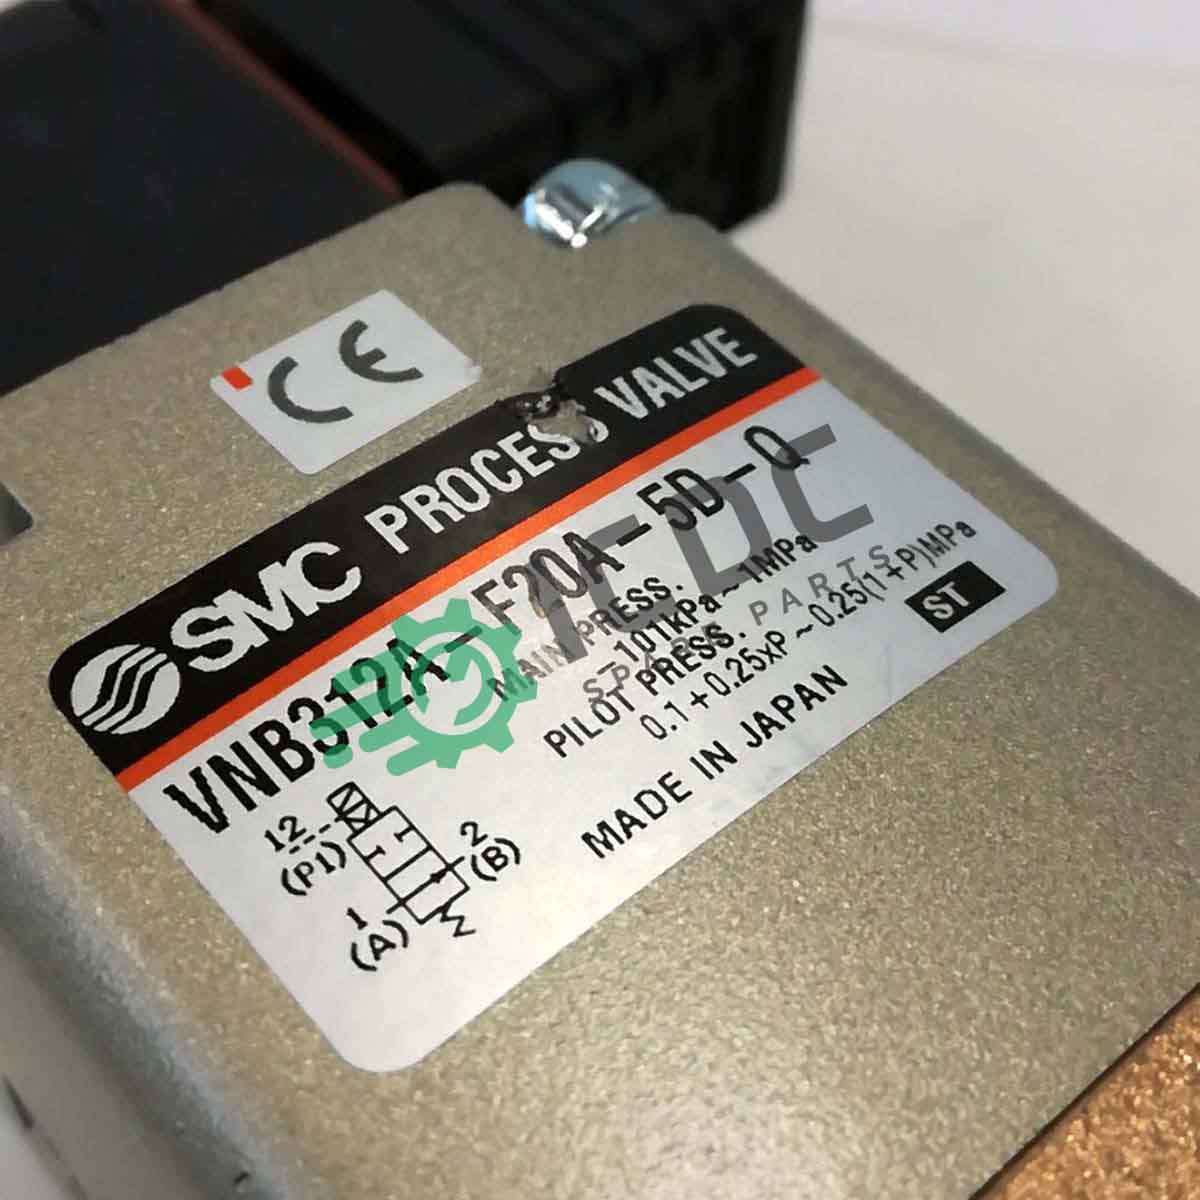 CE
SMC PROCESS VALVE
VNB312A-F20A-5D-Q
MAIN PRESS.
-101kPa~1MPa
PILOT PRESS.
0.1+0.25xP~0.25(1+P)MPa
ST
MADE IN JAPAN
12
(P1)
2
(B)
1
(A)
ICDC
SPARE PARTS